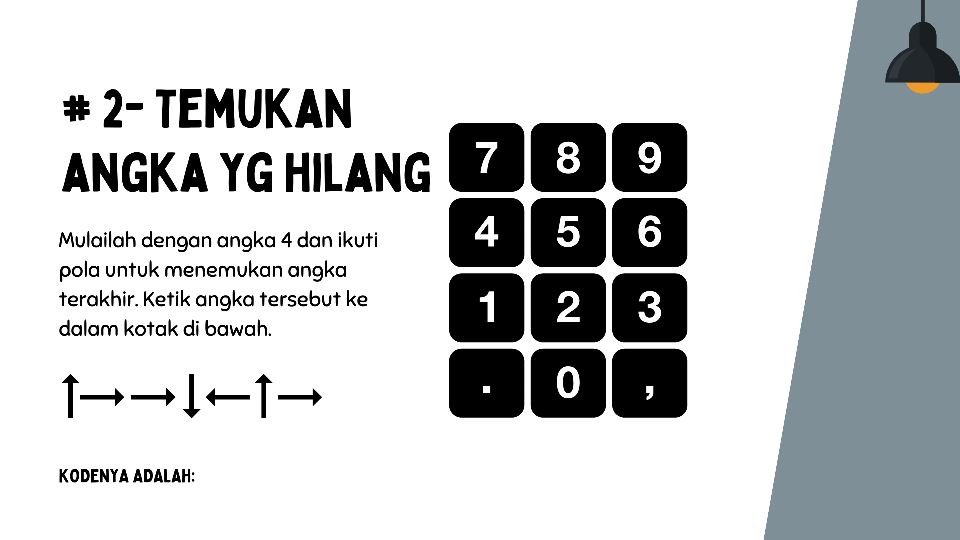 # 2- TEMUKAN
ANGKA YG HILANG
Mulailah dengan angka 4 dan ikuti
pola untuk menemukan angka
terakhir. Ketik angka tersebut ke
dalam kotak di bawah.
↑→→↓←↑→
KODENYA ADALAH:
7 8 9
4 5 6
1 2 3
. 0 ,